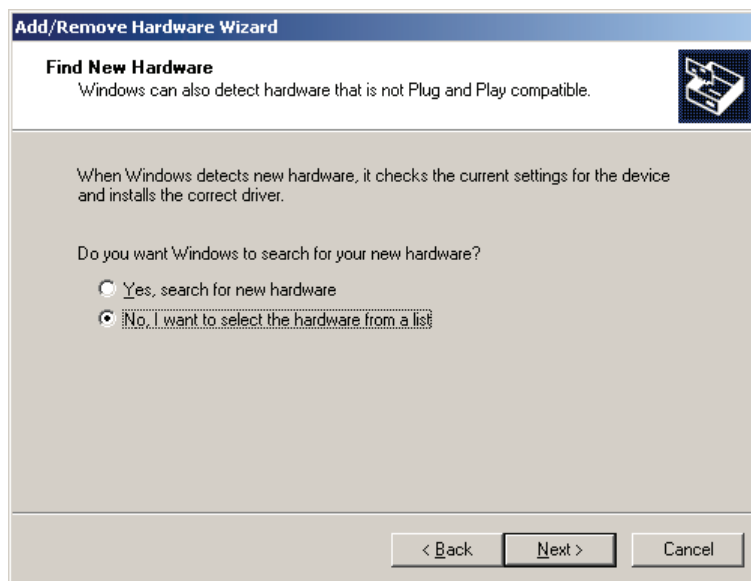 Add/Remove Hardware Wizard
Find New Hardware
Windows can also detect hardware that is not Plug and Play compatible.
When Windows detects new hardware, it checks the current settings for the device
and installs the correct driver.
Do you want Windows to search for your new hardware?
Yes, search for new hardware
No, I want to select the hardware from a list
< Back Next > Cancel